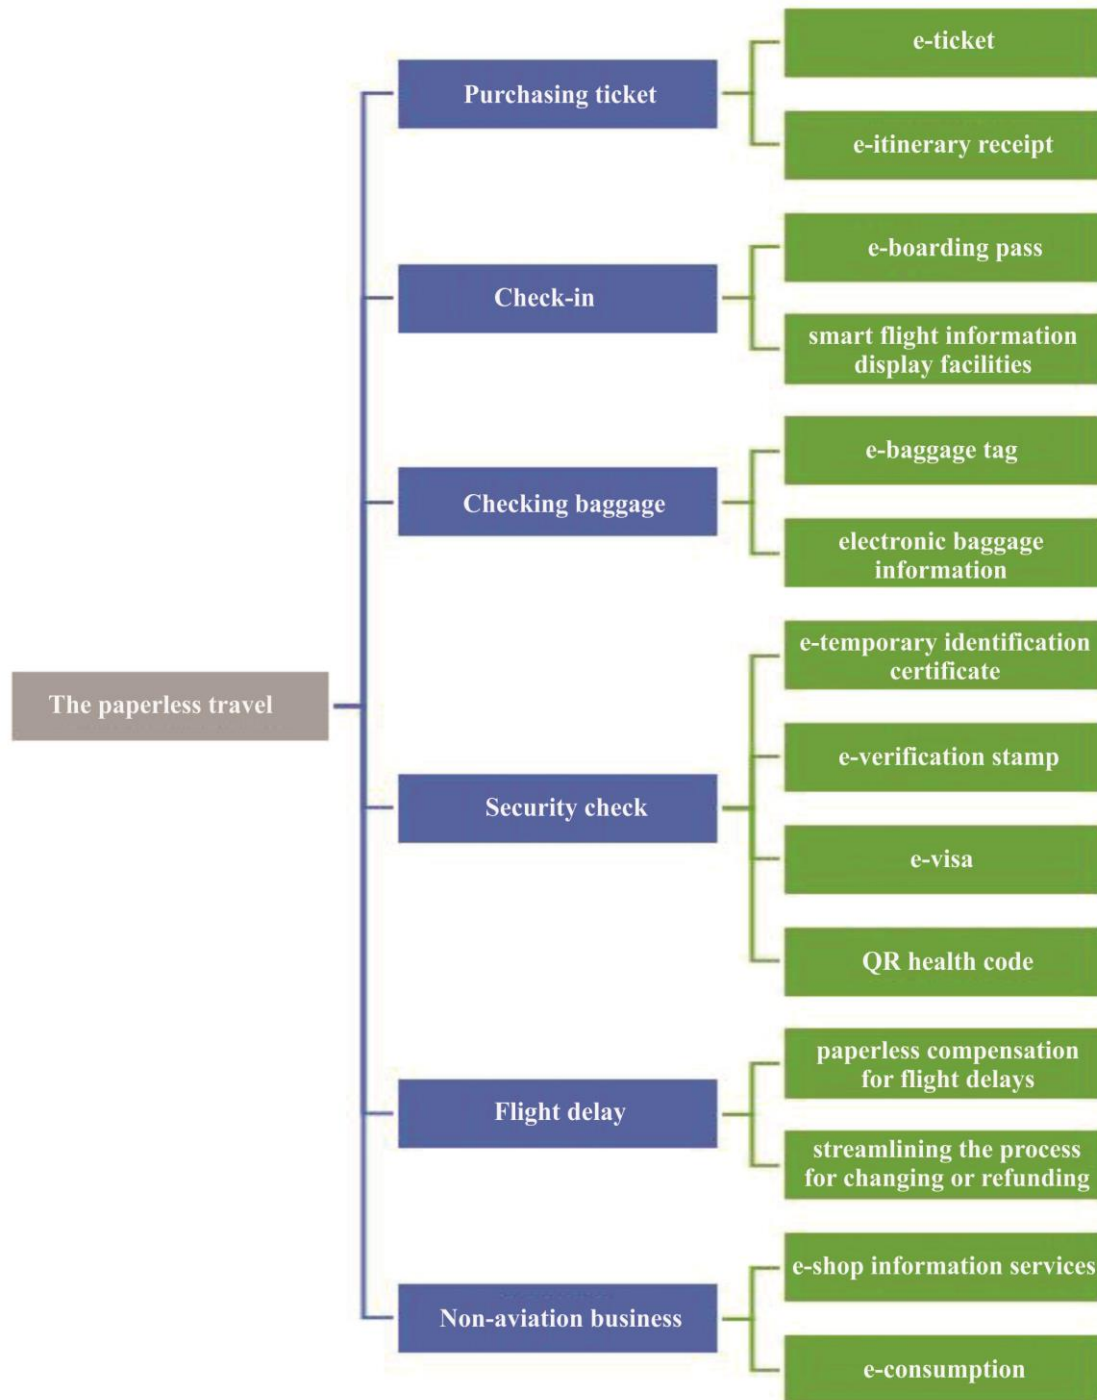 The paperless travel
Purchasing ticket
e-ticket
e-itinerary receipt
Check-in
e-boarding pass
smart flight information
display facilities
Checking baggage
e-baggage tag
electronic baggage
information
Security check
e-temporary identification
certificate
e-verification stamp
e-visa
QR health code
Flight delay
paperless compensation
for flight delays
streamlining the process
for changing or refunding
Non-aviation business
e-shop information services
e-consumption